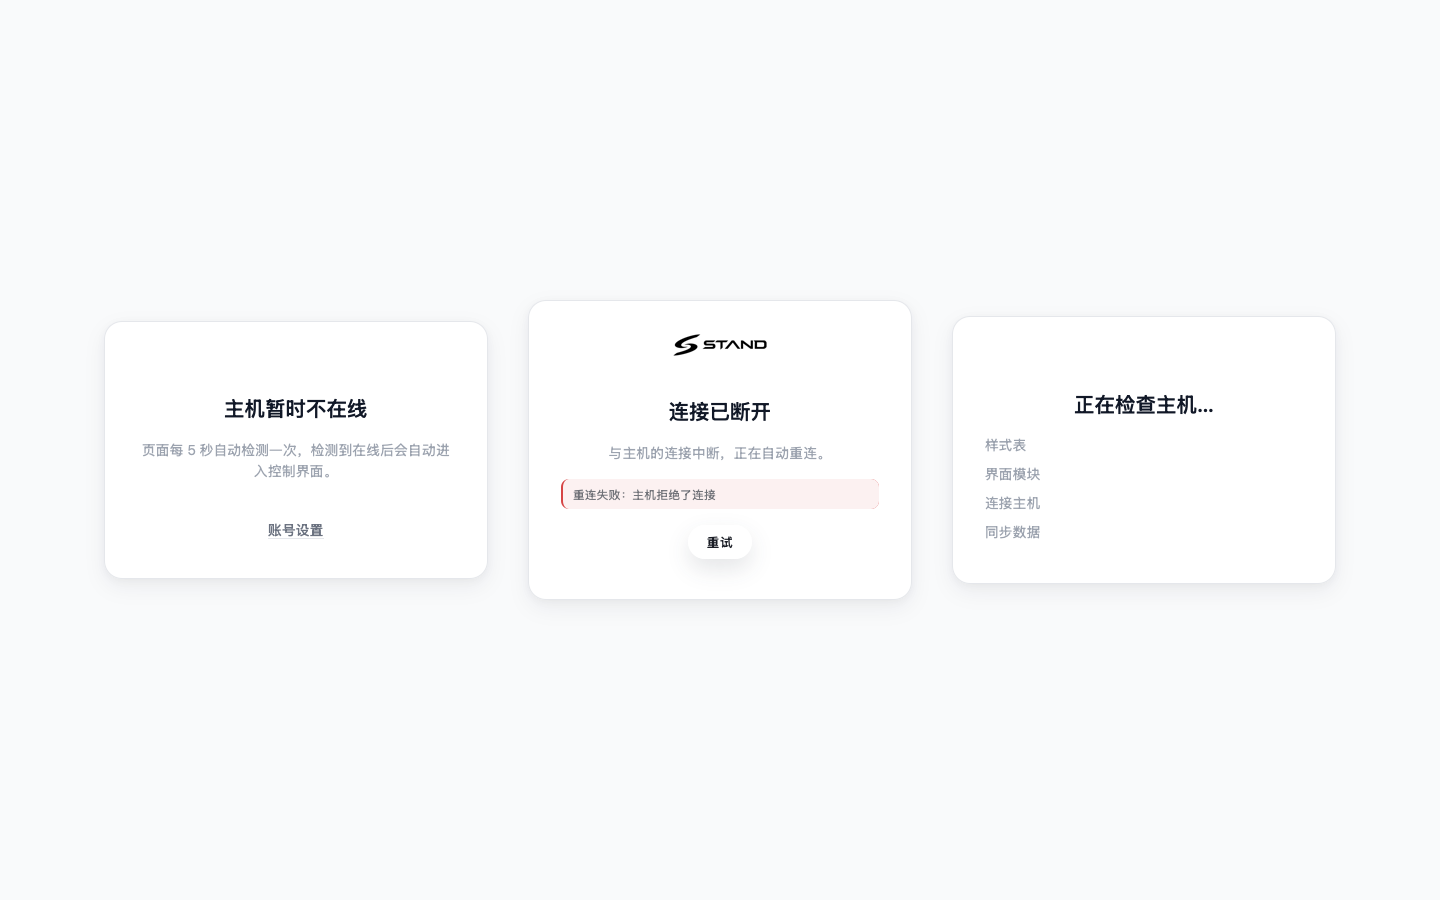 主机暂时不在线
页面每 5 秒自动检测一次，检测到在线后会自动进
入控制界面。
账号设置
STAND
连接已断开
与主机的连接中断，正在自动重连。
重连失败：主机拒绝了连接
重试
正在检查主机...
样式表
界面模块
连接主机
同步数据